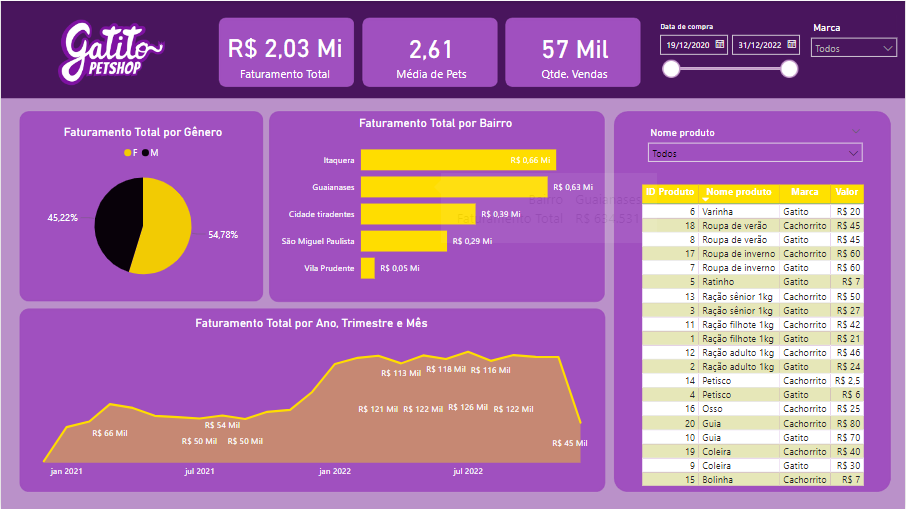 Gatito
PETSHOP
R$ 2,03 Mi
Faturamento Total
2,61
Média de Pets
57 Mil
Qtde. Vendas
Data de compra
19/12/2020
31/12/2022
Marca
Todos
Faturamento Total por Gênero
F M
45,22%
54,78%
Faturamento Total por Bairro
Itaquera R$ 0,66 Mi
Guaianases R$ 0,63 Mi
Cidade tiradentes R$ 0,39 Mi
São Miguel Paulista R$ 0,29 Mi
Vila Prudente R$ 0,05 Mi
Bairro Guaianases
Faturamento Total
Faturamento Total por Ano, Trimestre e Mês
R$ 113 Mil R$ 118 Mil R$ 116 Mil
R$ 121 Mil R$ 122 Mil R$ 126 Mil R$ 122 Mil
R$ 66 Mil
R$ 54 Mil
R$ 50 Mil R$ 50 Mil
R$ 45 Mil
jan 2021 jul 2021 jan 2022 jul 2022
Nome produto
Todos
ID Produto Nome produto Marca Valor
6 Varinha Gatito R$ 20
18 Roupa de verão Cachorrito R$ 45
8 Roupa de verão Gatito R$ 45
17 Roupa de inverno Cachorrito R$ 60
7 Roupa de inverno Gatito R$ 60
5 Ratinho Gatito R$ 7
13 Ração sênior 1kg Cachorrito R$ 50
3 Ração sênior 1kg Gatito R$ 27
11 Ração filhote 1kg Cachorrito R$ 42
1 Ração filhote 1kg Gatito R$ 21
12 Ração adulto 1kg Cachorrito R$ 46
2 Ração adulto 1kg Gatito R$ 24
14 Petisco Cachorrito R$ 2,5
4 Petisco Gatito R$ 6
16 Osso Cachorrito R$ 25
20 Guia Cachorrito R$ 80
10 Guia Gatito R$ 70
19 Coleira Cachorrito R$ 40
9 Coleira Gatito R$ 30
15 Bolinha Cachorrito R$ 7